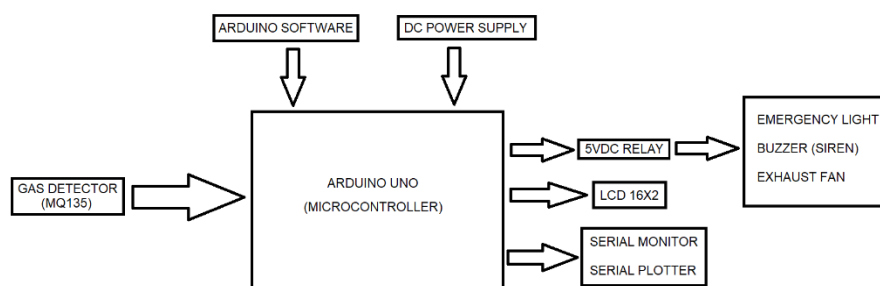 ARDUINO SOFTWARE
DC POWER SUPPLY
GAS DETECTOR
(MQ135)
ARDUINO UNO
(MICROCONTROLLER)
5VDC RELAY
LCD 16X2
SERIAL MONITOR
SERIAL PLOTTER
EMERGENCY LIGHT
BUZZER (SIREN)
EXHAUST FAN